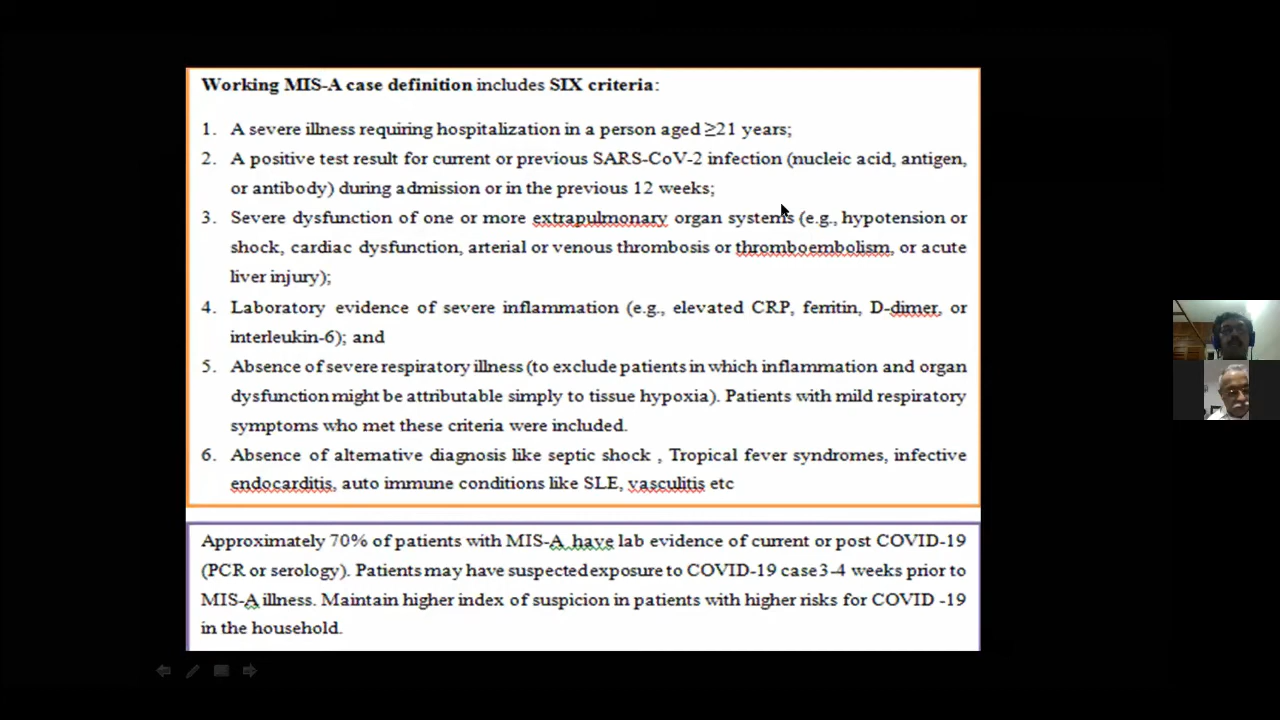 Working MIS-A case definition includes SIX criteria:
1. A severe illness requiring hospitalization in a person aged ≥21 years;
2. A positive test result for current or previous SARS-CoV-2 infection (nucleic acid, antigen,
or antibody) during admission or in the previous 12 weeks;
3. Severe dysfunction of one or more extrapulmonary organ systems (e.g., hypotension or
shock, cardiac dysfunction, arterial or venous thrombosis or thromboembolism, or acute
liver injury);
4. Laboratory evidence of severe inflammation (e.g., elevated CRP, ferritin, D-dimer, or
interleukin-6); and
5. Absence of severe respiratory illness (to exclude patients in which inflammation and organ
dysfunction might be attributable simply to tissue hypoxia). Patients with mild respiratory
symptoms who met these criteria were included.
6. Absence of alternative diagnosis like septic shock , Tropical fever syndromes, infective
endocarditis, auto immune conditions like SLE, vasculitis etc
Approximately 70% of patients with MIS-A have lab evidence of current or post COVID-19
(PCR or serology). Patients may have suspected exposure to COVID-19 case 3-4 weeks prior to
MIS-A illness. Maintain higher index of suspicion in patients with higher risks for COVID -19
in the household.